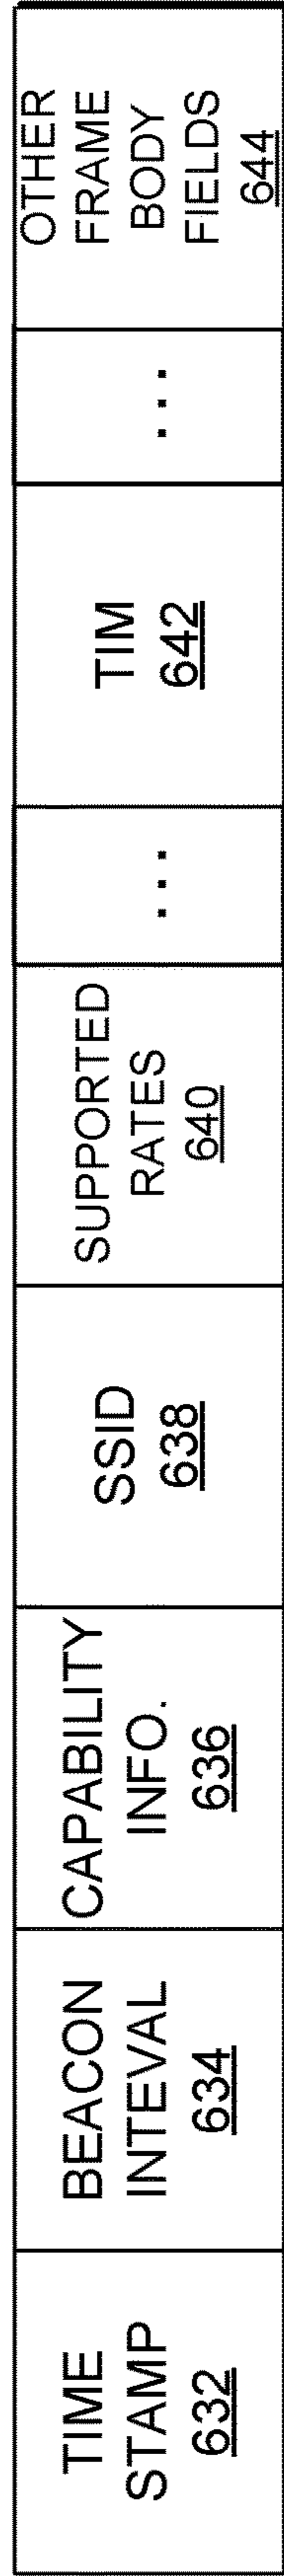 TIME
STAMP
632
BEACON
INTEVAL
634
CAPABILITY
INFO.
636
SSID
638
SUPPORTED
RATES
640
...
TIM
642
...
OTHER
FRAME
BODY
FIELDS
644